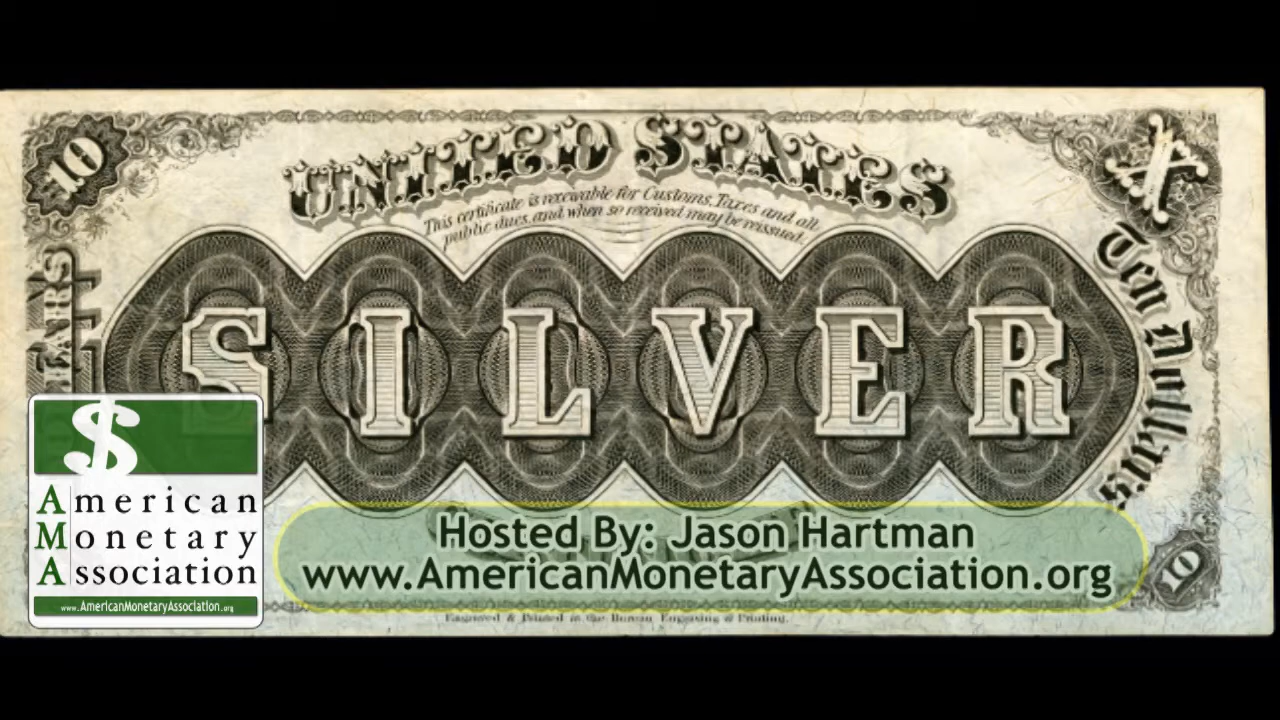 10
UNITED STATES
X
This certificate is receivable for Customs, Taxes and all
public dues, and when so received may be reissued.
Ten Dollars
SILVER
$
American
Monetary
Association
www.AmericanMonetaryAssociation.org
Hosted By: Jason Hartman
www.AmericanMonetaryAssociation.org
10
Engraved & Printed at the Bureau Engraving & Printing.